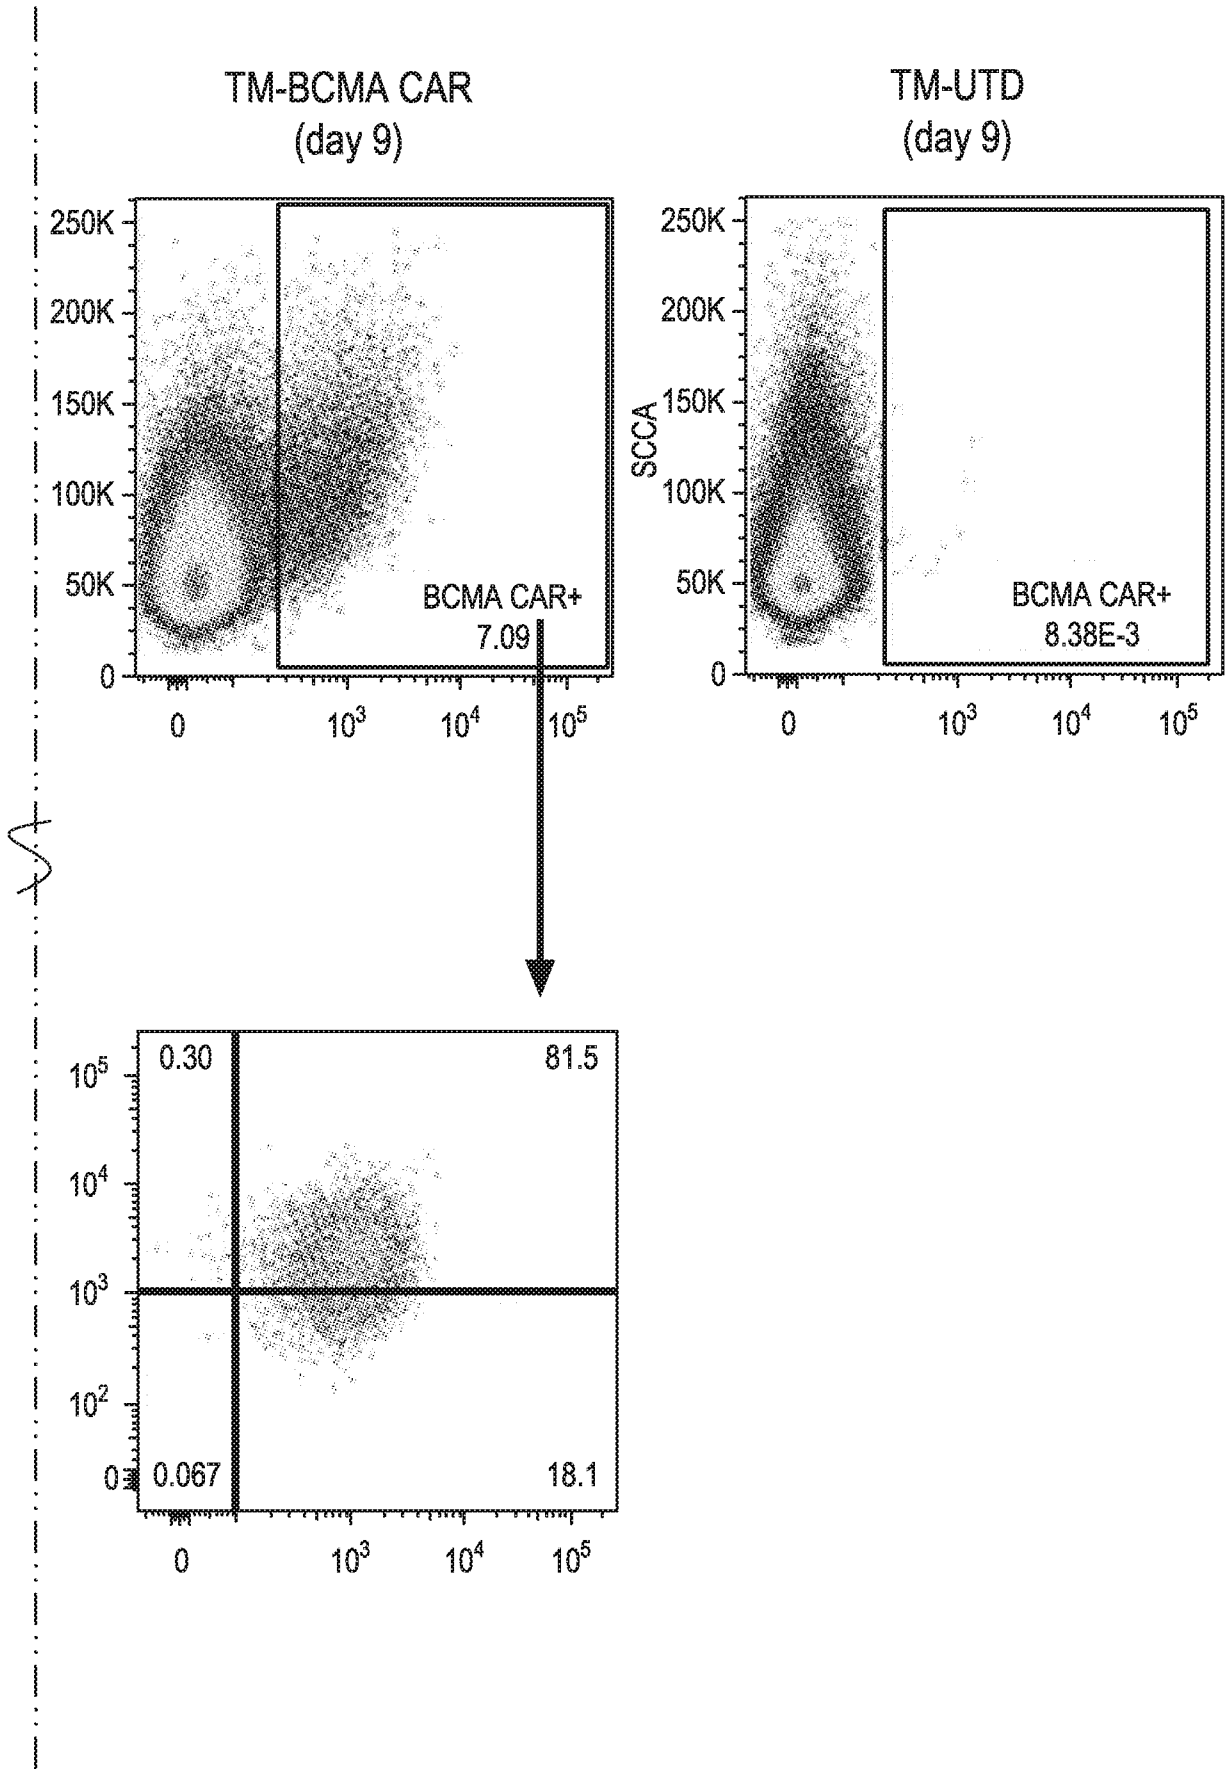 TM-BCMA CAR
(day 9)
250K
200K
150K
100K
50K
0
BCMA CAR+
7.09
0 10³ 10⁴ 10⁵
TM-UTD
(day 9)
SCCA
250K
200K
150K
100K
50K
0
BCMA CAR+
8.38E-3
0 10³ 10⁴ 10⁵
10⁵
10⁴
10³
10²
0
0.30 81.5
0.067 18.1
0 10³ 10⁴ 10⁵